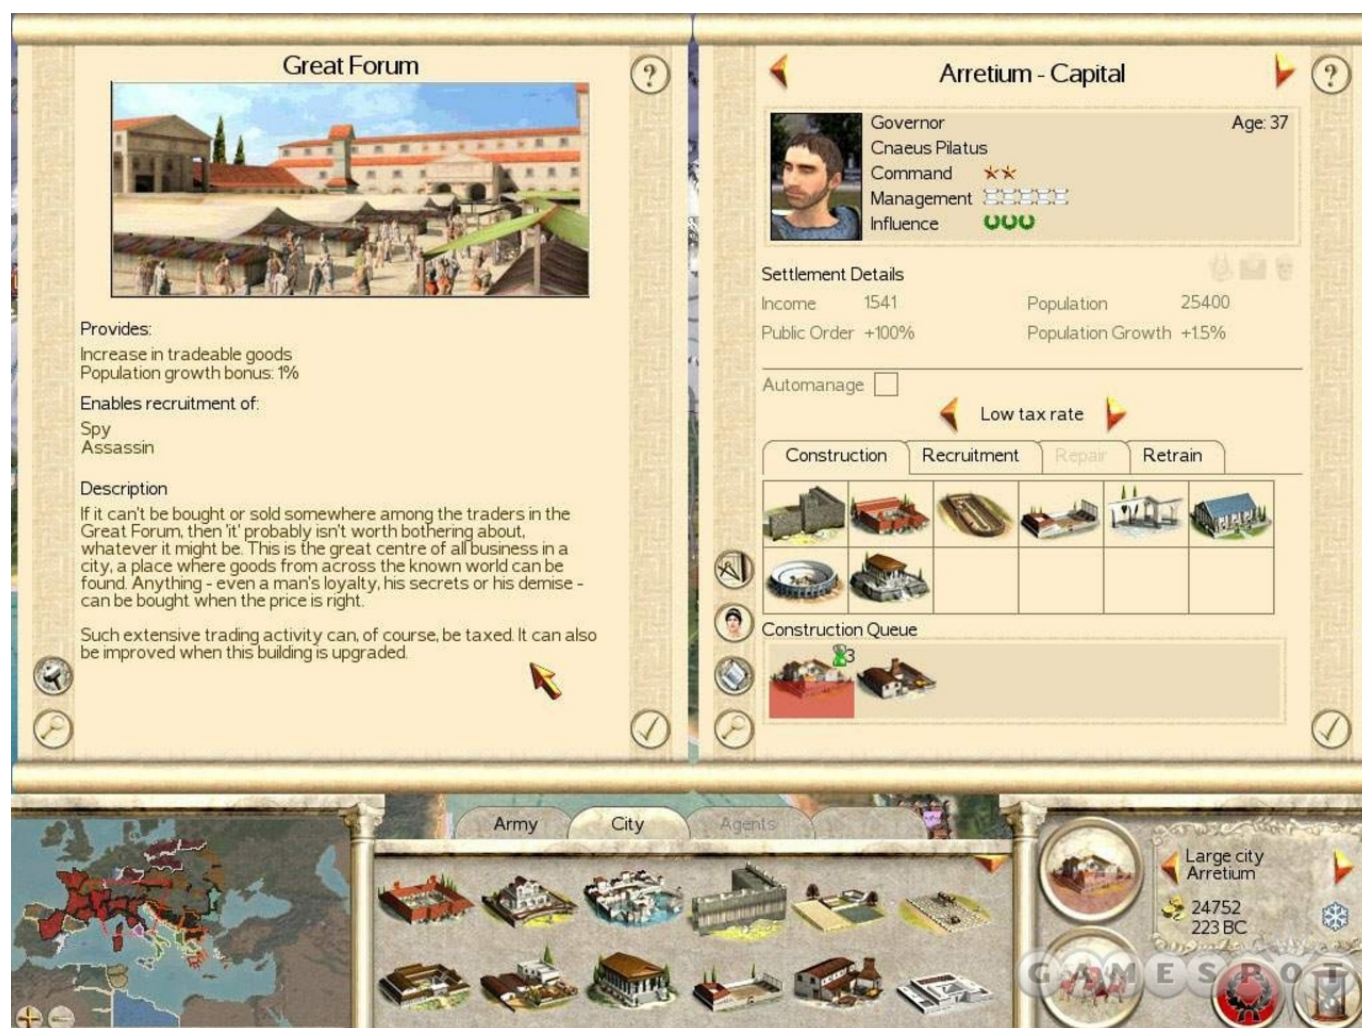 Great Forum
?
Provides:
Increase in tradeable goods
Population growth bonus: 1%
Enables recruitment of:
Spy
Assassin
Description
If it can't be bought or sold somewhere among the traders in the
Great Forum, then 'it' probably isn't worth bothering about,
whatever it might be. This is the great centre of all business in a
city, a place where goods from across the known world can be
found. Anything - even a man's loyalty, his secrets or his demise -
can be bought when the price is right.
Such extensive trading activity can, of course, be taxed. It can also
be improved when this building is upgraded.
Arretium - Capital
?
Governor
Age: 37
Cnaeus Pilatus
Command
Management
Influence
Settlement Details
Income 1541
Population 25400
Public Order +100%
Population Growth +1.5%
Automanage
Low tax rate
Construction Recruitment Repair Retrain
Construction Queue
3
Army City Agents
Large city
Arretium
24752
223 BC
GAMESPOT